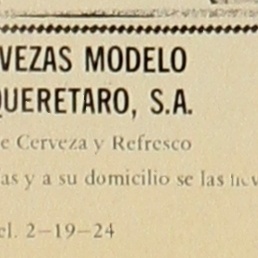 VEZAS MODELO
QUERETARO, S.A.
e Cerveza y Refresco
as y a su domicilio se las
el. 2-19-24